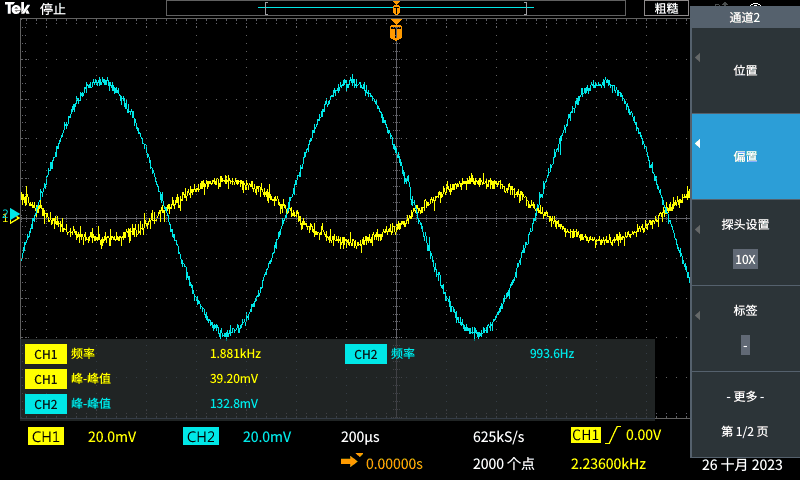 Tek 停止
粗糙
T
T
通道2
位置
偏置
探头设置
10X
标签
-
- 更多 -
第 1/2 页
2
1
CH1 频率 1.881kHz CH2 频率 993.6Hz
CH1 峰-峰值 39.20mV
CH2 峰-峰值 132.8mV
CH1 20.0mV CH2 20.0mV 200μs 625kS/s CH1 0.00V
T 0.00000s 2000 个点 2.23600kHz 26 十月 2023